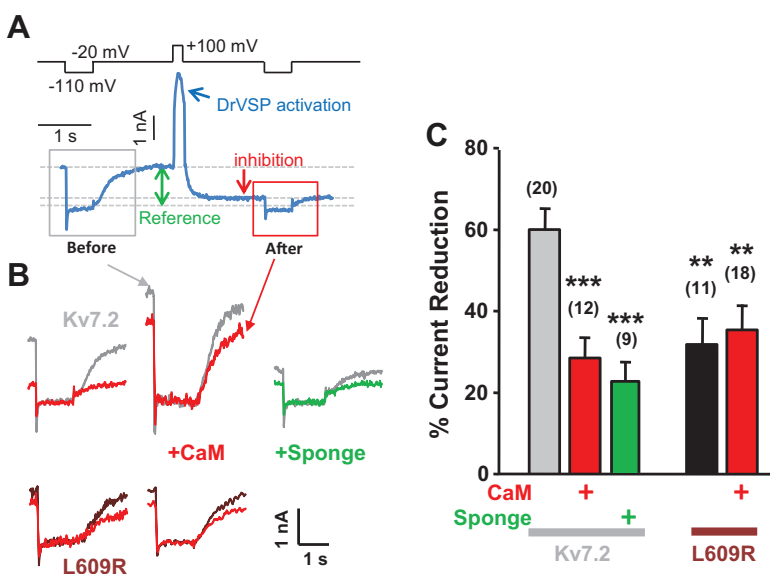 A
-20 mV
+100 mV
-110 mV
DrVSP activation
1 s
1 nA
inhibition
Reference
Before
After
B
Kv7.2
+CaM
+Sponge
L609R
1 nA
1 s
C
% Current Reduction
80
60
40
20
0
(20)
***
(12)
***
(9)
**
(11)
**
(18)
CaM + +
Sponge +
Kv7.2 L609R